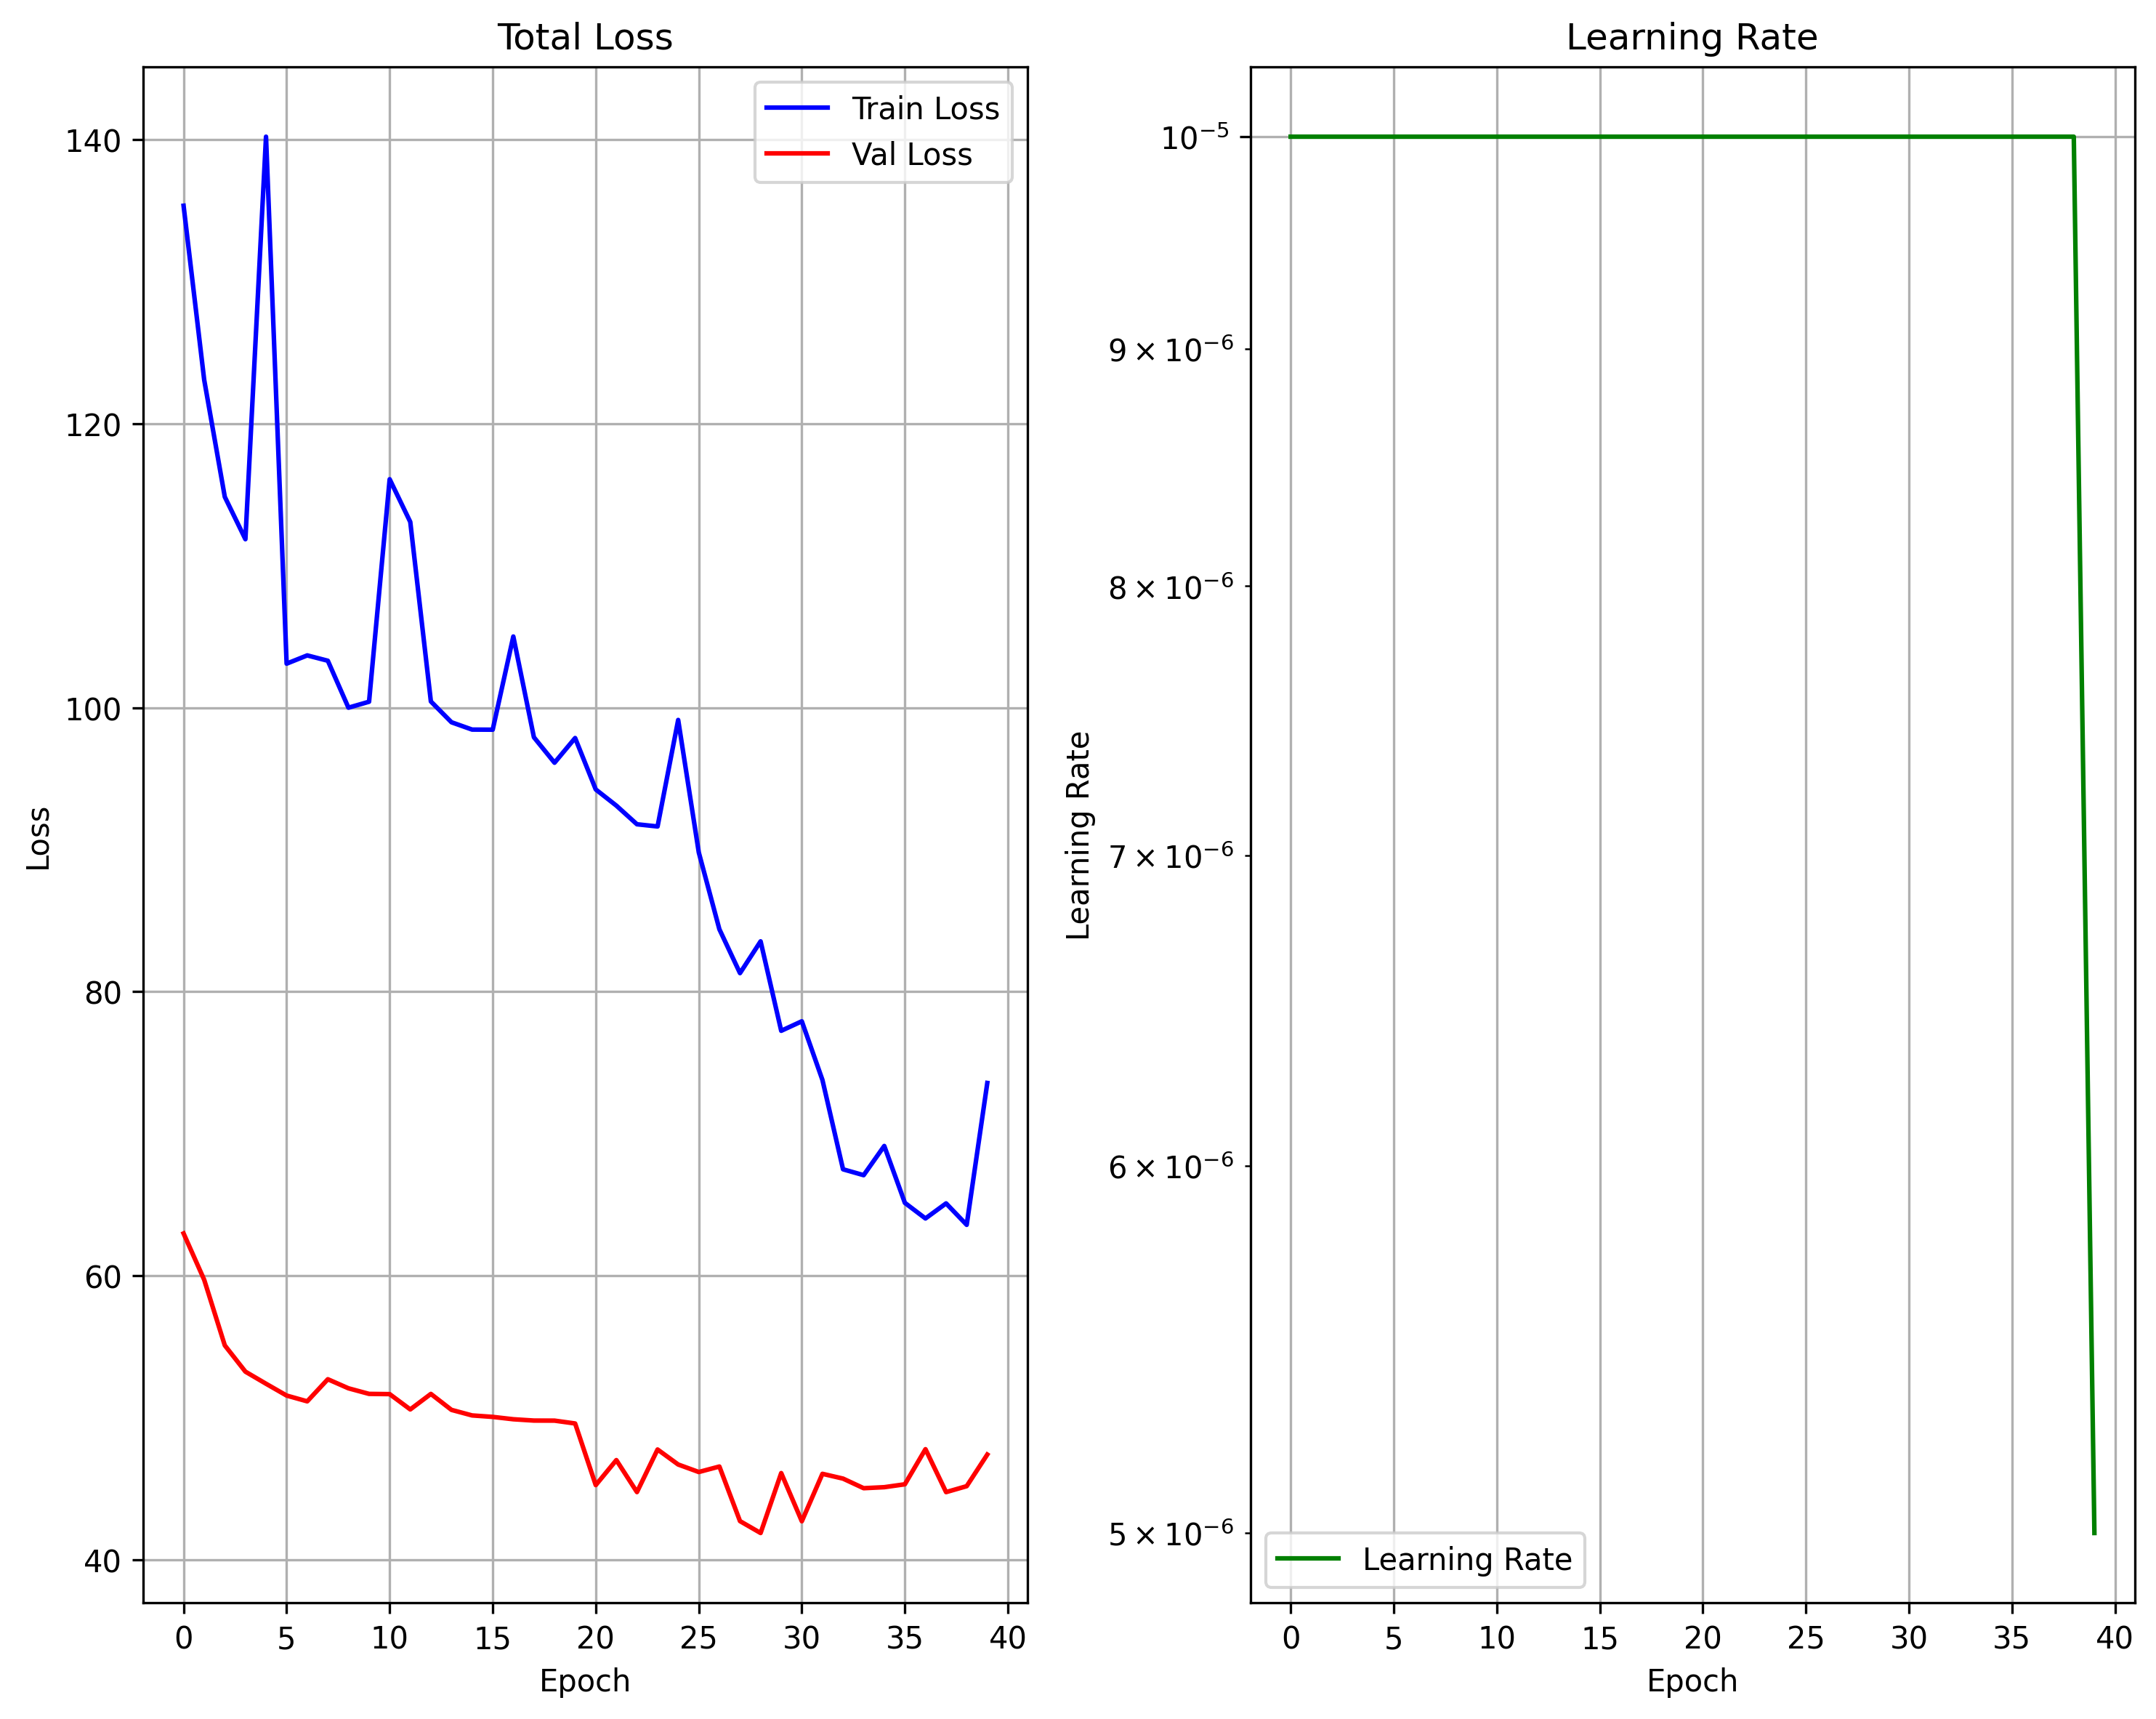 Total Loss
Train Loss
Val Loss
140
120
100
80
60
40
Loss
0 5 10 15 20 25 30 35 40
Epoch
Learning Rate
10⁻⁵
9 × 10⁻⁶
8 × 10⁻⁶
7 × 10⁻⁶
6 × 10⁻⁶
5 × 10⁻⁶
Learning Rate
Learning Rate
0 5 10 15 20 25 30 35 40
Epoch